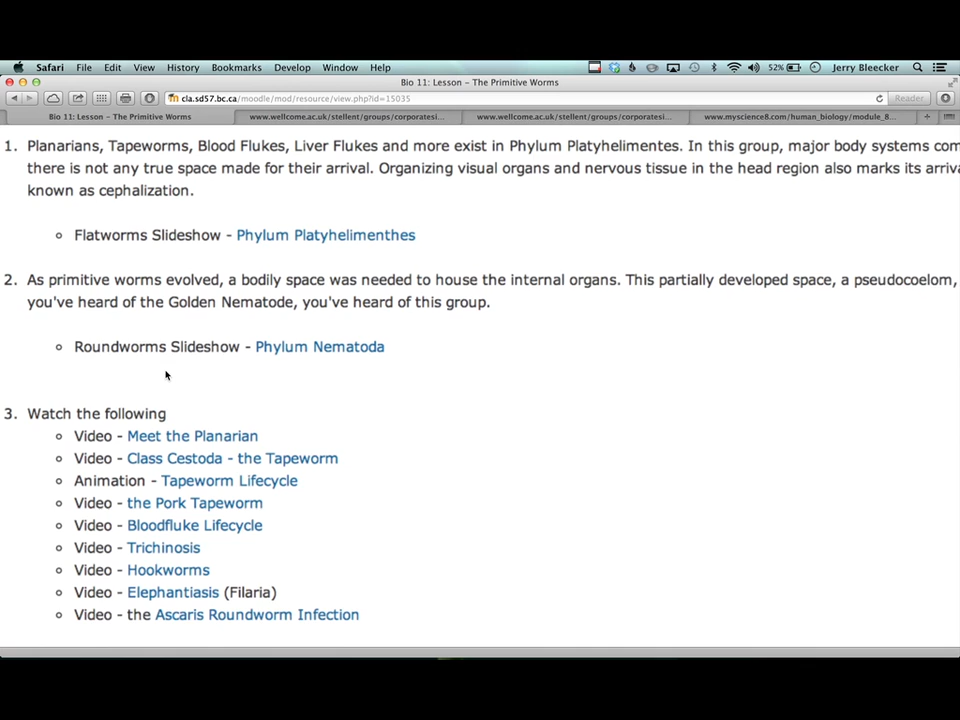 Safari File Edit View History Bookmarks Develop Window Help 52% Jerry Bleecker
Bio 11: Lesson – The Primitive Worms
cla.sd57.bc.ca/moodle/mod/resource/view.php?id=15035 Reader
Bio 11: Lesson – The Primitive Worms www.wellcome.ac.uk/stellent/groups/corporatesi... www.wellcome.ac.uk/stellent/groups/corporatesi... www.myscience8.com/human_biology/module_8...
1. Planarians, Tapeworms, Blood Flukes, Liver Flukes and more exist in Phylum Platyhelimentes. In this group, major body systems com
there is not any true space made for their arrival. Organizing visual organs and nervous tissue in the head region also marks its arriva
known as cephalization.
Flatworms Slideshow - Phylum Platyhelimenthes
2. As primitive worms evolved, a bodily space was needed to house the internal organs. This partially developed space, a pseudocoelom,
you've heard of the Golden Nematode, you've heard of this group.
Roundworms Slideshow - Phylum Nematoda
3. Watch the following
Video - Meet the Planarian
Video - Class Cestoda - the Tapeworm
Animation - Tapeworm Lifecycle
Video - the Pork Tapeworm
Video - Bloodfluke Lifecycle
Video - Trichinosis
Video - Hookworms
Video - Elephantiasis (Filaria)
Video - the Ascaris Roundworm Infection